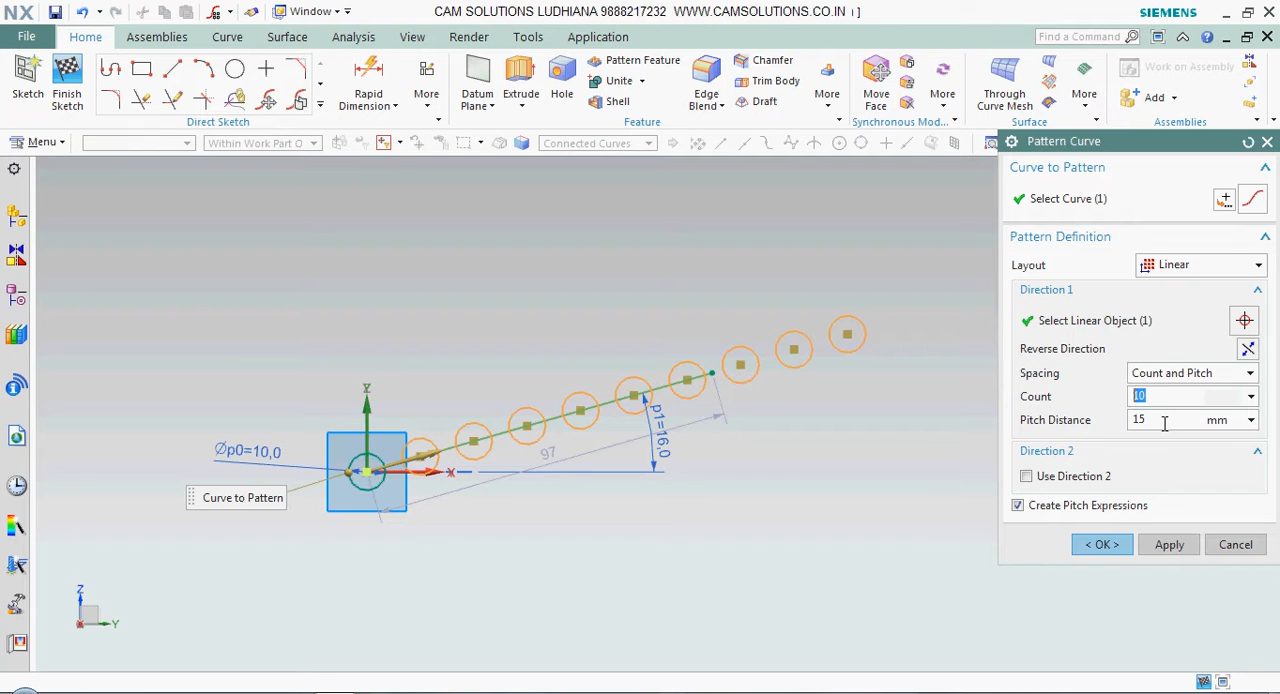 NX
Window
CAM SOLUTIONS LUDHIANA 9888217232 WWW.CAMSOLUTIONS.CO.IN ı ]
SIEMENS
File
Home
Assemblies
Curve
Surface
Analysis
View
Render
Tools
Application
Find a Command
Sketch
Finish Sketch
Rapid Dimension
More
Datum Plane
Extrude
Hole
Pattern Feature
Unite
Shell
Edge Blend
Chamfer
Trim Body
Draft
More
Move Face
More
Through Curve Mesh
More
Work on Assembly
Add
Direct Sketch
Feature
Synchronous Mod...
Surface
Assemblies
Menu
Within Work Part O
Connected Curves
Pattern Curve
Curve to Pattern
Select Curve (1)
Pattern Definition
Layout
Linear
Direction 1
Select Linear Object (1)
Reverse Direction
Spacing
Count and Pitch
Count
10
Pitch Distance
15
mm
Direction 2
Use Direction 2
Create Pitch Expressions
< OK >
Apply
Cancel
Y
X
Øp0=10,0
p1=16,0
97
Curve to Pattern
Z
Y